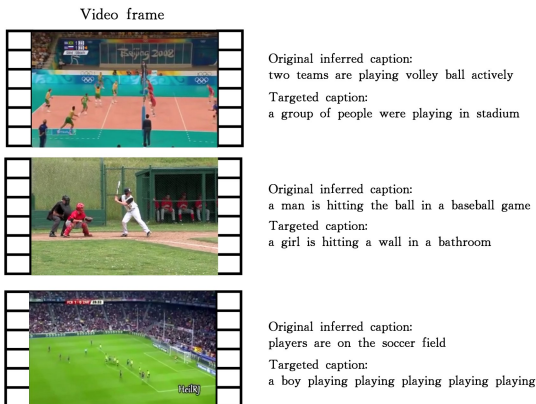 Video frame
Beijing 2008
Original inferred caption:
two teams are playing volley ball actively
Targeted caption:
a group of people were playing in stadium
Original inferred caption:
a man is hitting the ball in a baseball game
Targeted caption:
a girl is hitting a wall in a bathroom
HeilRJ
Original inferred caption:
players are on the soccer field
Targeted caption:
a boy playing playing playing playing playing